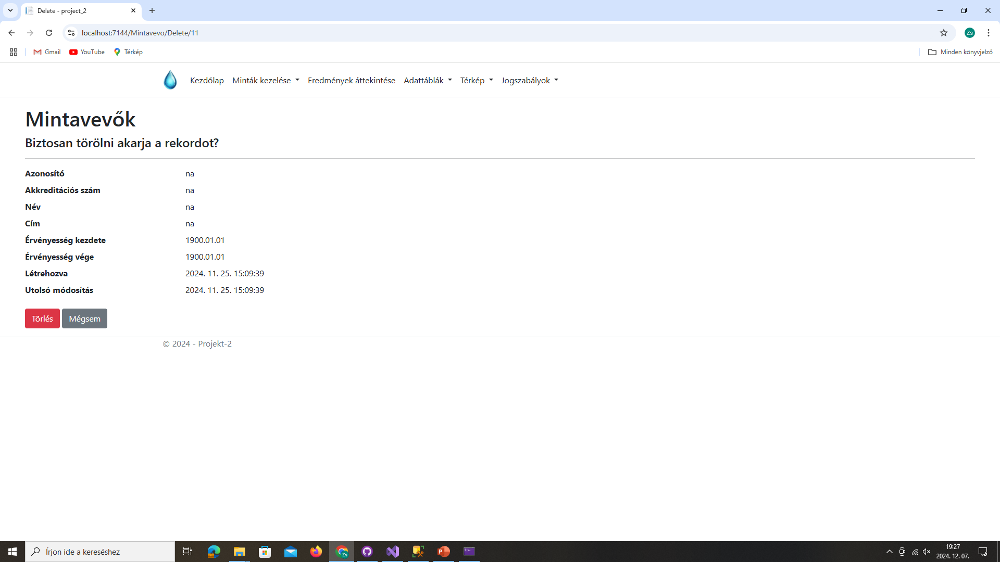 Delete - project_2
localhost:7144/Mintavevo/Delete/11
Zs
Gmail YouTube Térkép Minden könyvjelző
Kezdőlap Minták kezelése Eredmények áttekintése Adattáblák Térkép Jogszabályok
Mintavevők
Biztosan törölni akarja a rekordot?
Azonosító na
Akkreditációs szám na
Név na
Cím na
Érvényesség kezdete 1900.01.01
Érvényesség vége 1900.01.01
Létrehozva 2024. 11. 25. 15:09:39
Utolsó módosítás 2024. 11. 25. 15:09:39
Törlés Mégsem
© 2024 - Projekt-2
Írjon ide a kereséshez
Zs
19:27
2024. 12. 07.